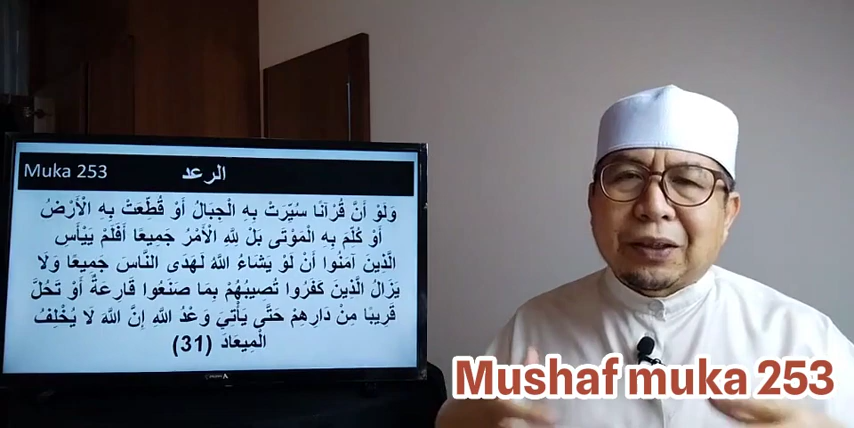 Muka 253 الرعد
وَلَوْ أَنَّ قُرْآنًا سُيِّرَتْ بِهِ الْجِبَالُ أَوْ قُطِّعَتْ بِهِ الْأَرْضُ
أَوْ كُلِّمَ بِهِ الْمَوْتَى بَلْ لِلَّهِ الْأَمْرُ جَمِيعًا أَفَلَمْ يَيْأَسِ
الَّذِينَ آمَنُوا أَنْ لَوْ يَشَاءُ اللَّهُ لَهَدَى النَّاسَ جَمِيعًا وَلَا
يَزَالُ الَّذِينَ كَفَرُوا تُصِيبُهُمْ بِمَا صَنَعُوا قَارِعَةٌ أَوْ تَحُلُّ
قَرِيبًا مِنْ دَارِهِمْ حَتَّى يَأْتِيَ وَعْدُ اللَّهِ إِنَّ اللَّهَ لَا يُخْلِفُ
الْمِيعَادَ (31)
Mushaf muka 253